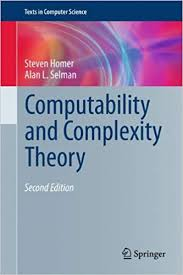 Texts in Computer Science
Steven Homer
Alan L. Selman
Computability
and Complexity
Theory
Second Edition
Springer